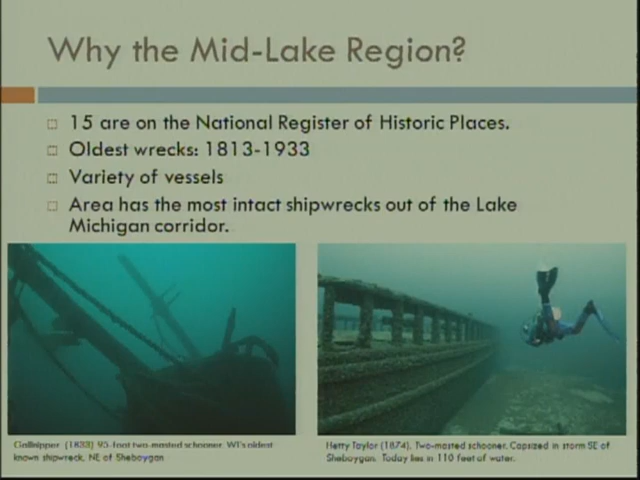 Why the Mid-Lake Region?
15 are on the National Register of Historic Places.
Oldest wrecks: 1813-1933
Variety of vessels
Area has the most intact shipwrecks out of the Lake
Michigan corridor.
Gallinipper (1833) 95-foot two-masted schooner. WI's oldest
known shipwreck, NE of Sheboygan
Hetty Taylor (1874), Two-masted schooner. Capsized in storm SE of
Sheboygan. Today lies in 110 feet of water.